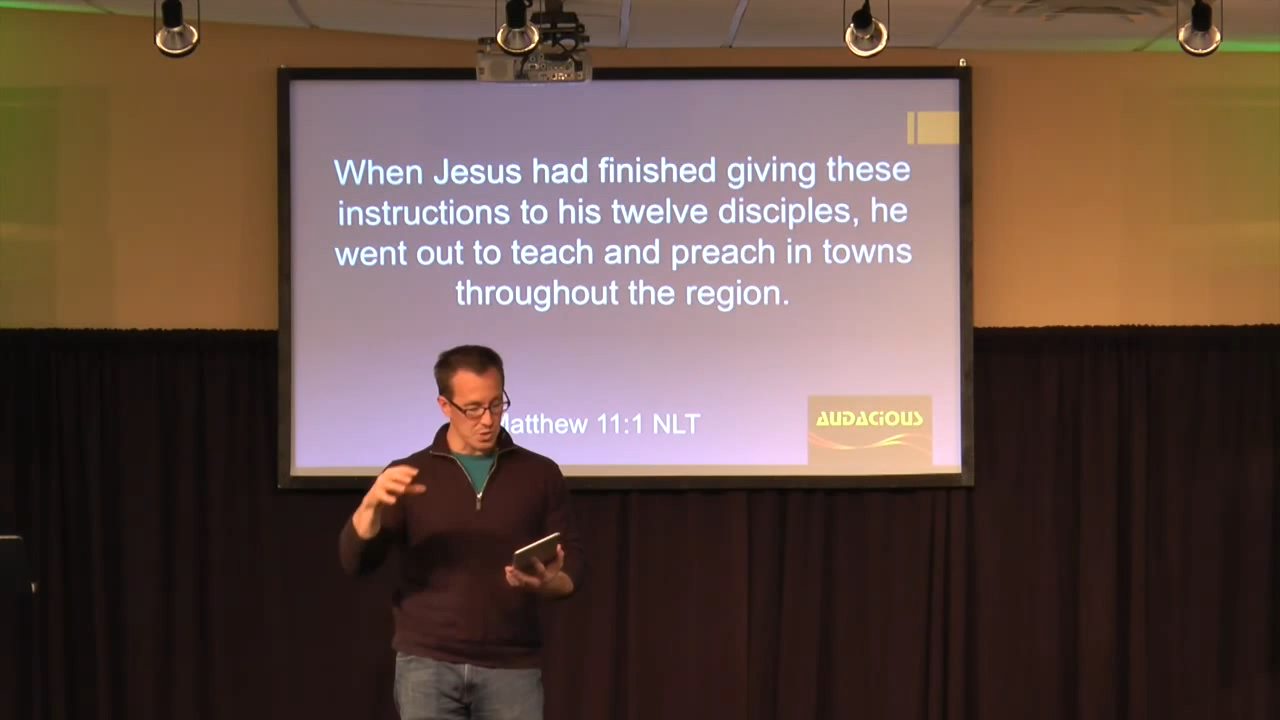 When Jesus had finished giving these
instructions to his twelve disciples, he
went out to teach and preach in towns
throughout the region.
Matthew 11:1 NLT
AUDACIOUS